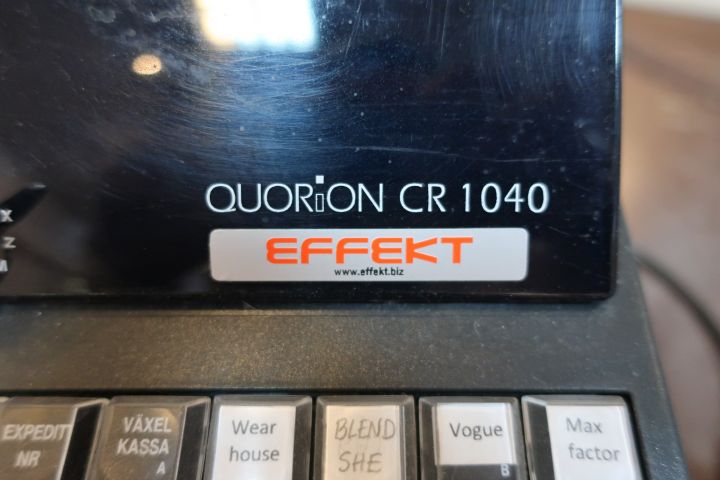 QUORiON CR 1040
EFFEKT
www.effekt.biz
X
Z
M
EXPEDIT
NR
VÄXEL
KASSA
A
Wear
house
BLEND
SHE
Vogue
B
Max
factor